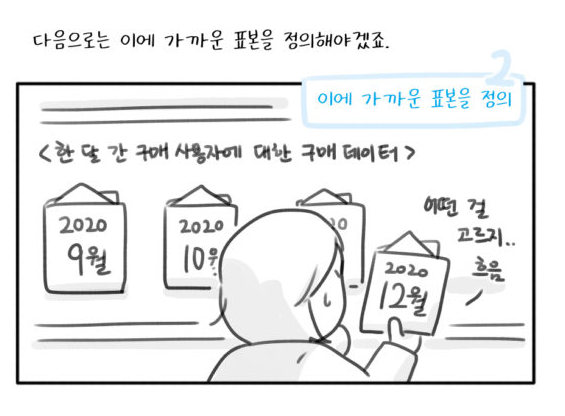 다음으로는 이에 가까운 표본을 정의해야겠죠.
2
이에 가까운 표본을 정의
<한 달 간 구매 사용자에 대한 구매 데이터>
2020
9월
2020
10월
20
2020
12월
어떤 걸
고르지..
흐음